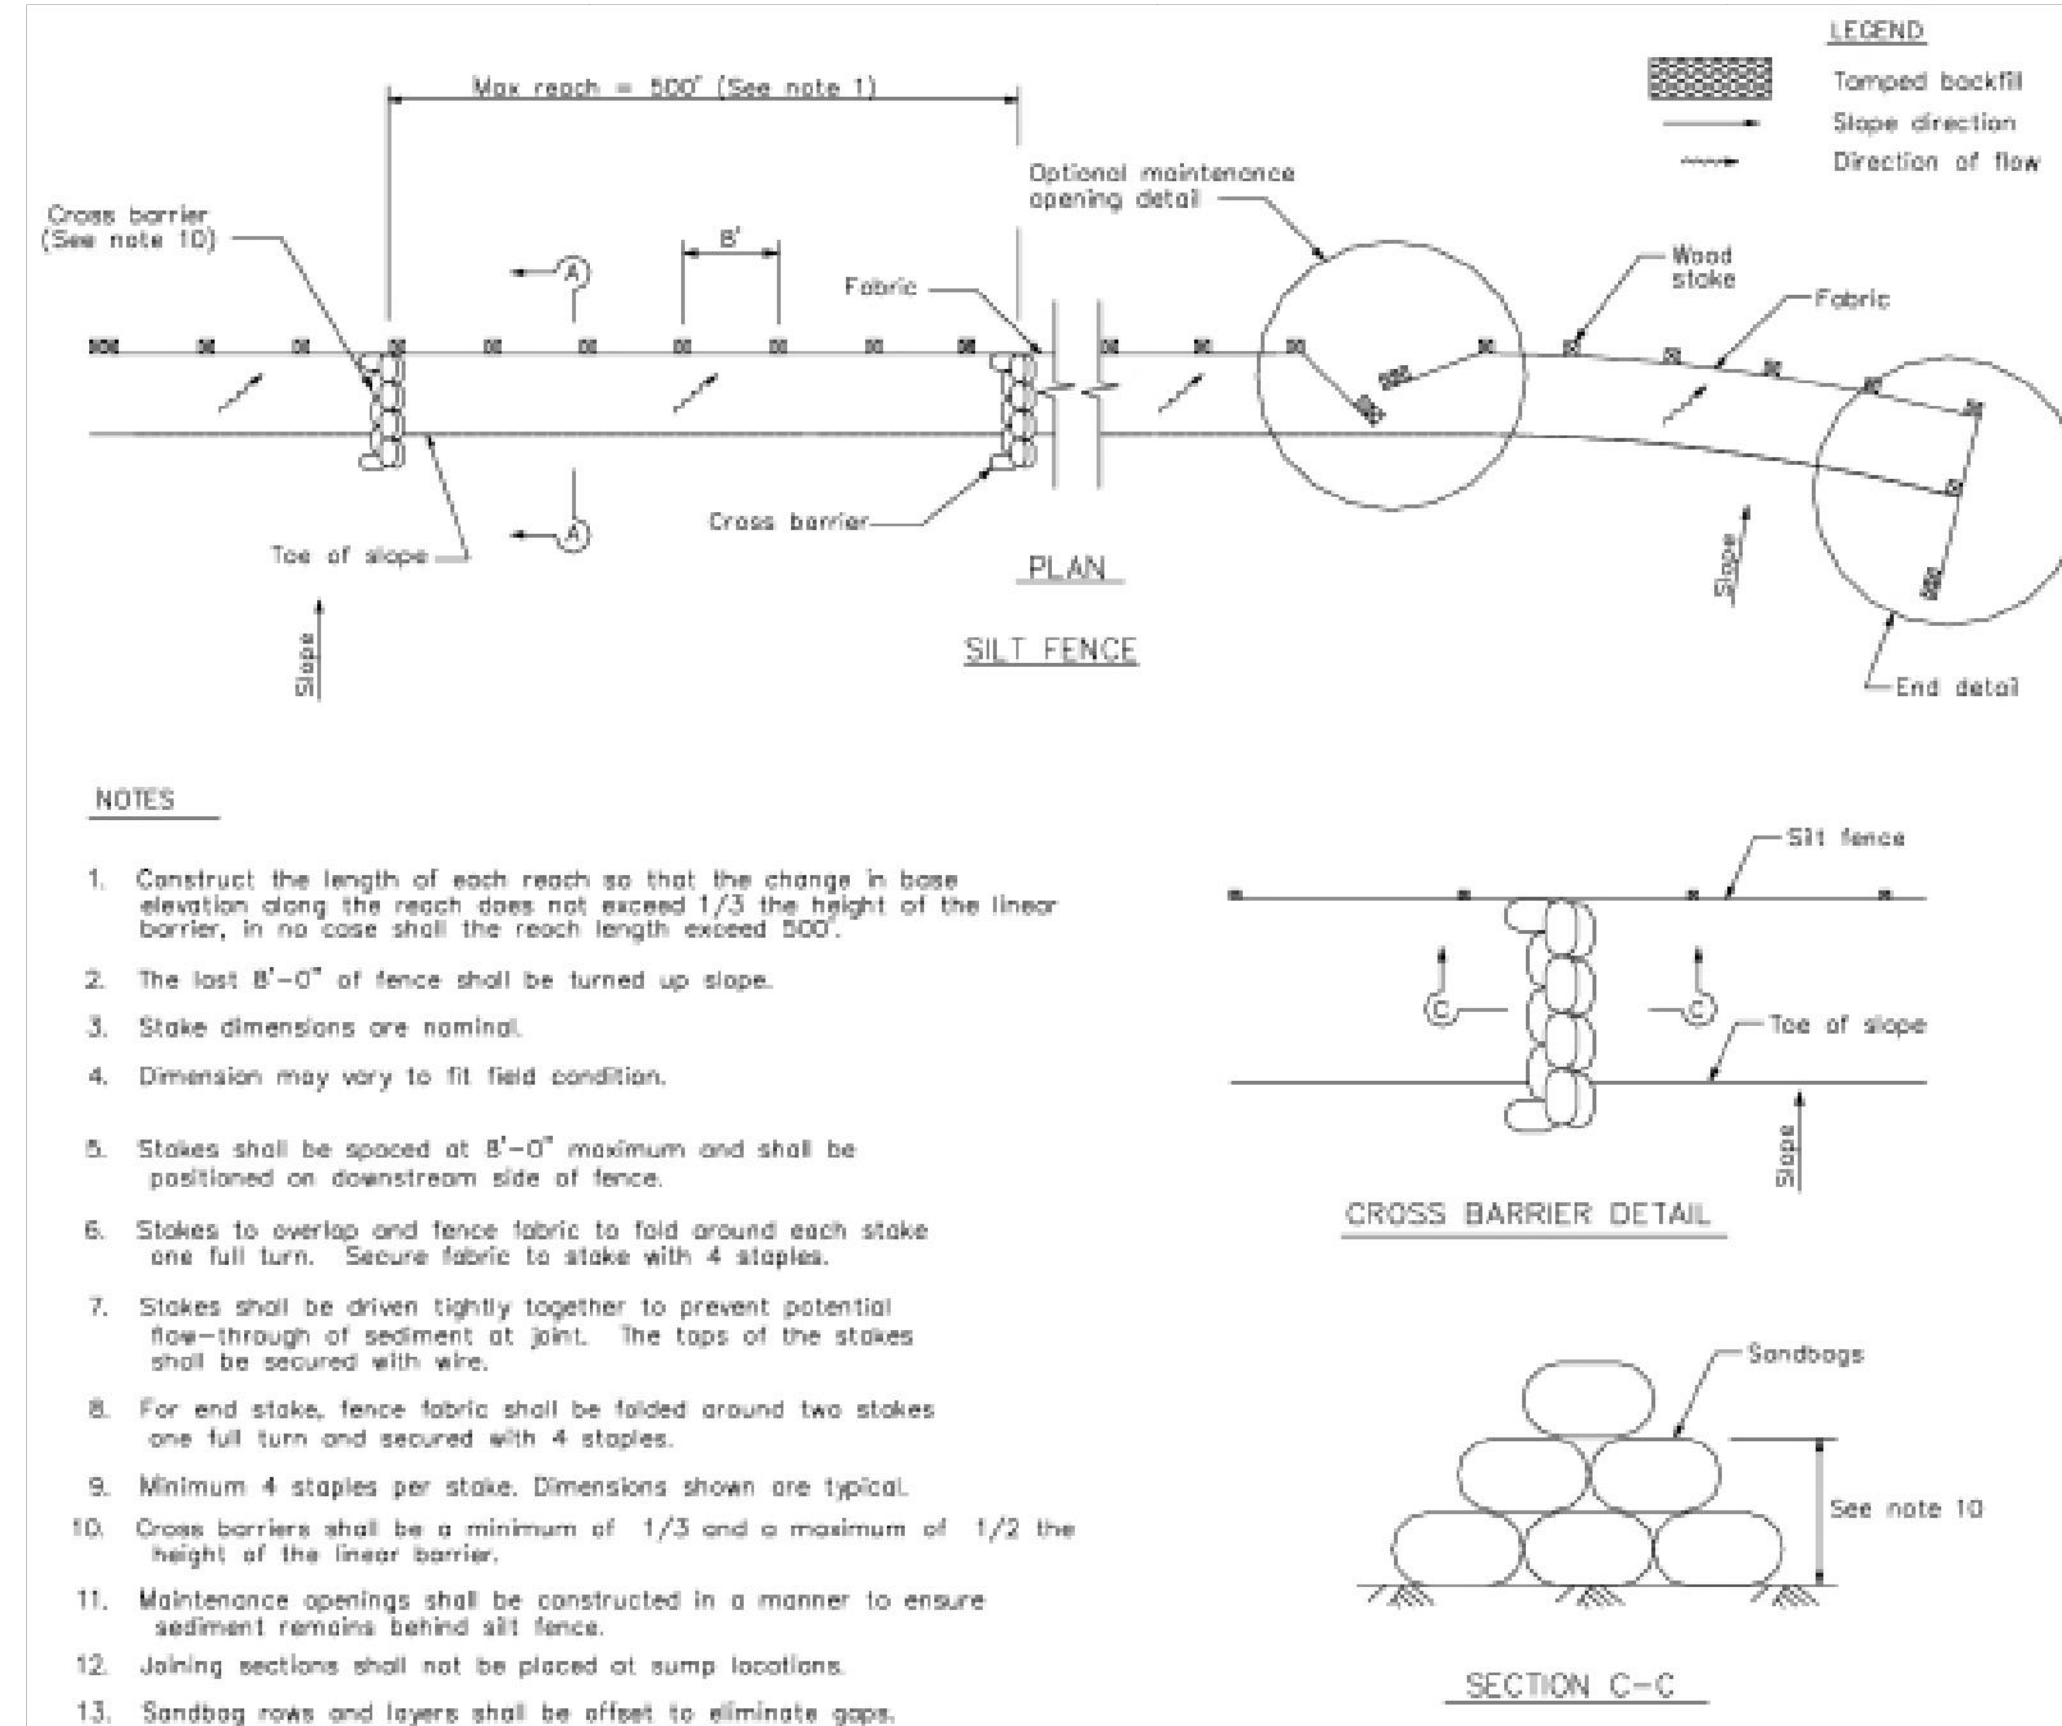 LEGEND
Tamped backfill
Slope direction
Direction of flow
Max reach = 500' (See note 1)
Optional maintenance
opening detail
Cross barrier
(See note 10)
A
8'
Fabric
Wood
stake
Fabric
Cross barrier
A
Toe of slope
PLAN
Slope
Slope
SILT FENCE
End detail
NOTES
1. Construct the length of each reach so that the change in base
elevation along the reach does not exceed 1/3 the height of the linear
barrier, in no case shall the reach length exceed 500'.
2. The last 8'-0" of fence shall be turned up slope.
3. Stake dimensions are nominal.
4. Dimension may vary to fit field condition.
5. Stakes shall be spaced at 8'-0" maximum and shall be
positioned on downstream side of fence.
6. Stakes to overlap and fence fabric to fold around each stake
one full turn. Secure fabric to stake with 4 staples.
7. Stakes shall be driven tightly together to prevent potential
flow-through of sediment at joint. The tops of the stakes
shall be secured with wire.
8. For end stake, fence fabric shall be folded around two stakes
one full turn and secured with 4 staples.
9. Minimum 4 staples per stake. Dimensions shown are typical.
10. Cross barriers shall be a minimum of 1/3 and a maximum of 1/2 the
height of the linear barrier.
11. Maintenance openings shall be constructed in a manner to ensure
sediment remains behind silt fence.
12. Joining sections shall not be placed at sump locations.
13. Sandbag rows and layers shall be offset to eliminate gaps.
Silt fence
C
C
Toe of slope
Slope
CROSS BARRIER DETAIL
Sandbags
See note 10
SECTION C-C